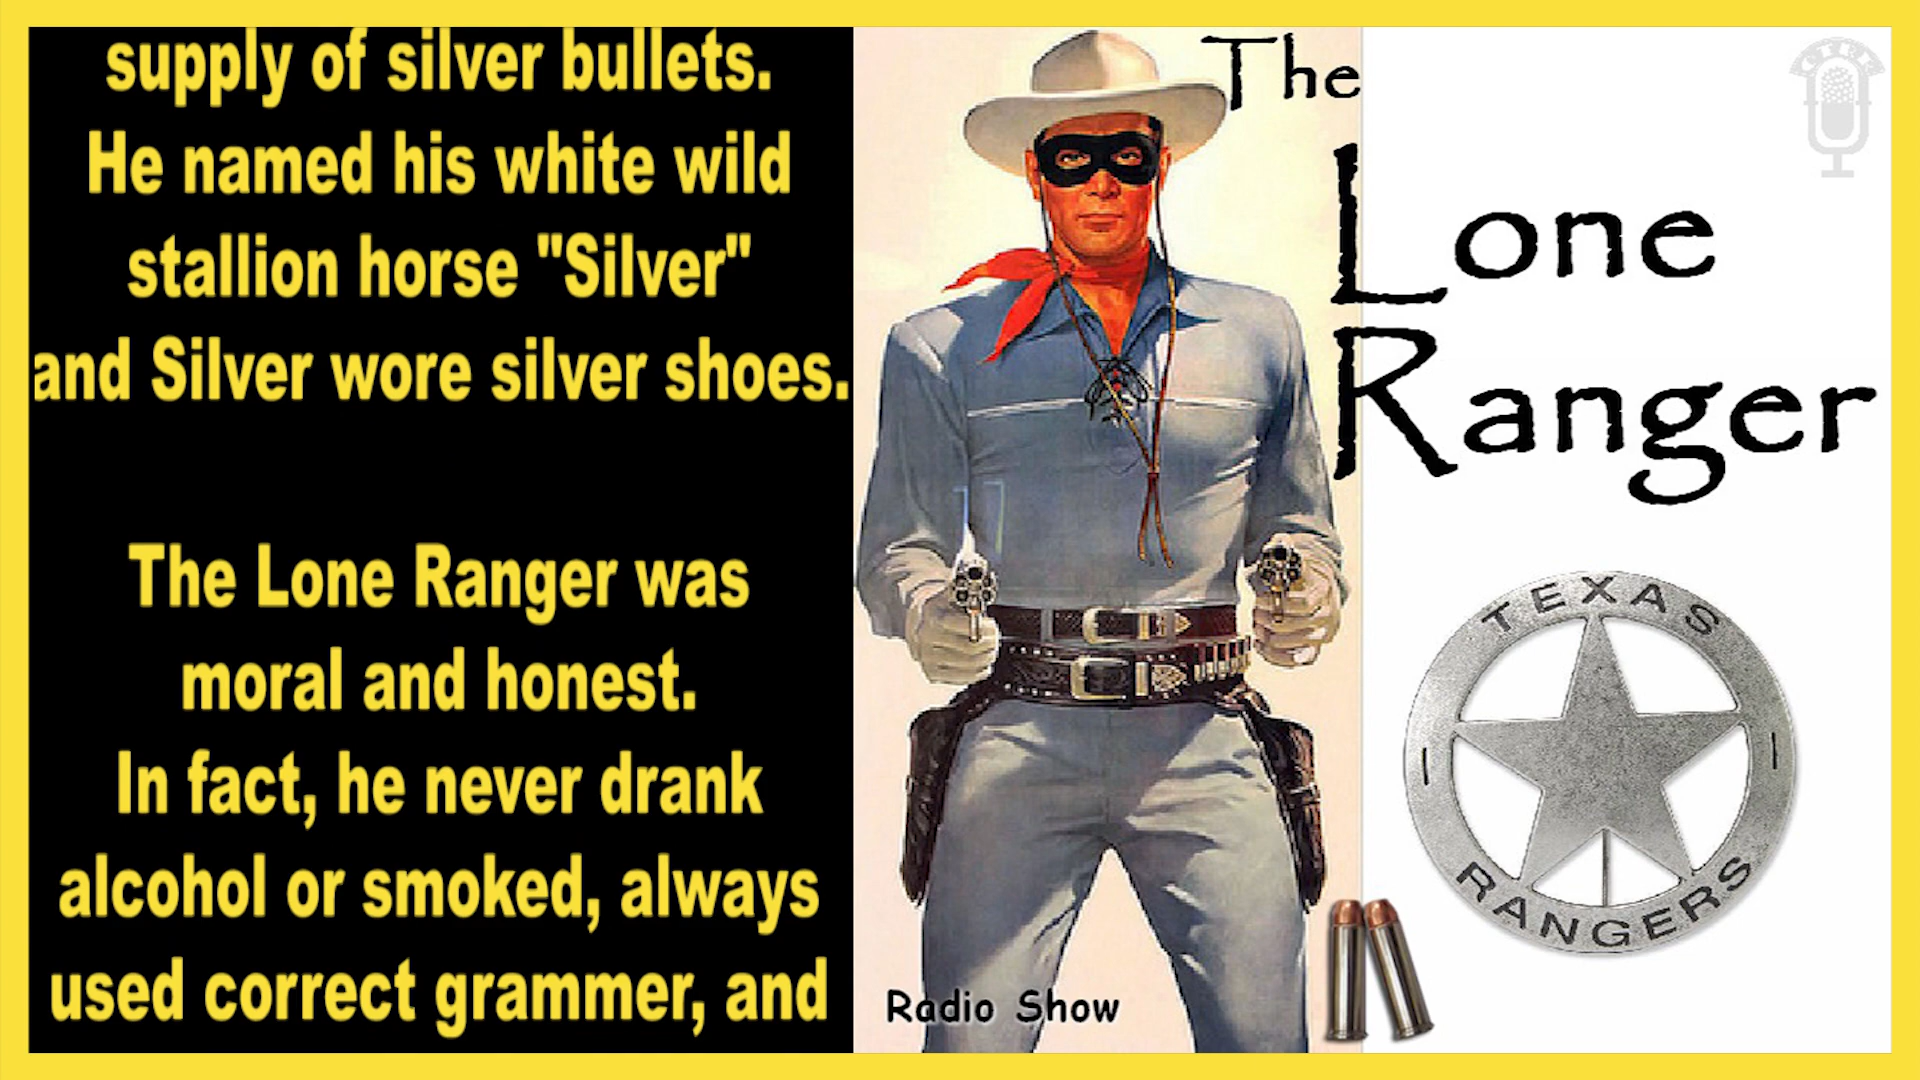 supply of silver bullets.
He named his white wild
stallion horse "Silver"
and Silver wore silver shoes.
The Lone Ranger was
moral and honest.
In fact, he never drank
alcohol or smoked, always
used correct grammer, and
The
Lone
Ranger
TEXAS
RANGERS
Radio Show